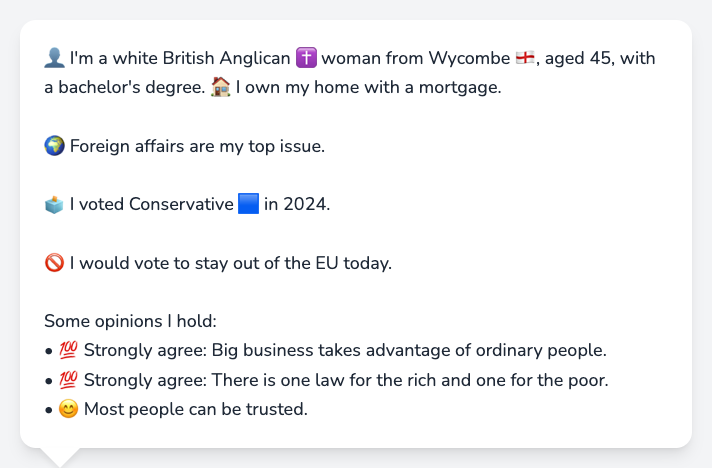 👤 I'm a white British Anglican ✝️ woman from Wycombe 🏴󠁧󠁢󠁥󠁮󠁧󠁿, aged 45, with
a bachelor's degree. 🏠 I own my home with a mortgage.
🌍 Foreign affairs are my top issue.
🗳️ I voted Conservative 🟦 in 2024.
🚫 I would vote to stay out of the EU today.
Some opinions I hold:
• 💯 Strongly agree: Big business takes advantage of ordinary people.
• 💯 Strongly agree: There is one law for the rich and one for the poor.
• 😊 Most people can be trusted.